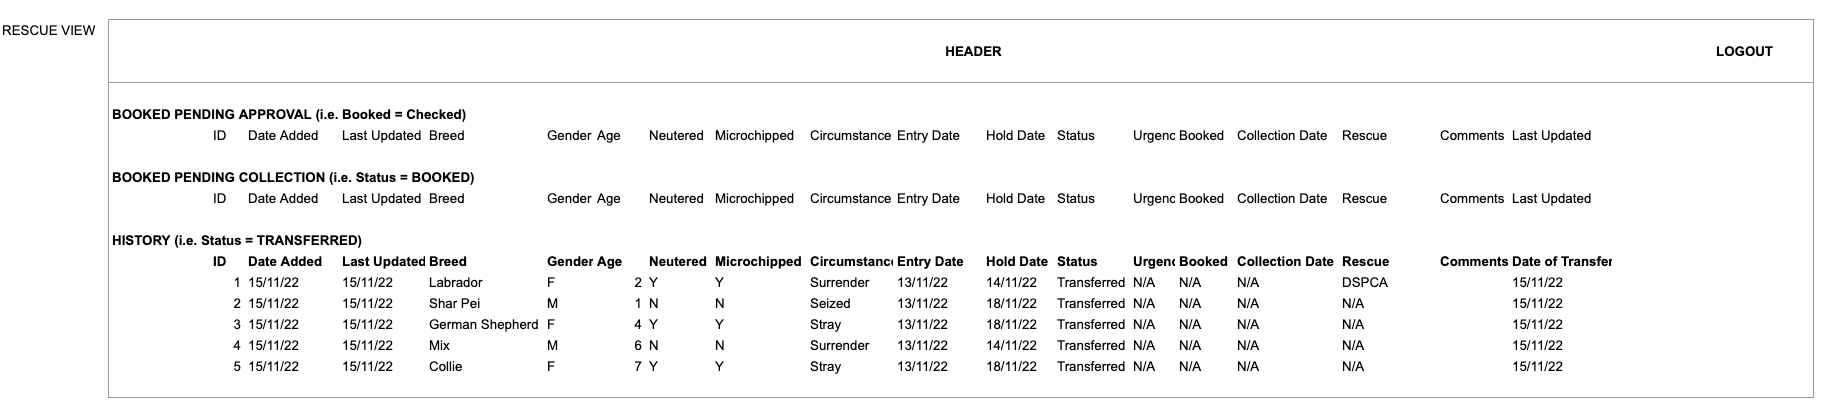 RESCUE VIEW
HEADER LOGOUT
BOOKED PENDING APPROVAL (i.e. Booked = Checked)
ID Date Added Last Updated Breed Gender Age Neutered Microchipped Circumstance Entry Date Hold Date Status Urgenc Booked Collection Date Rescue Comments Last Updated
BOOKED PENDING COLLECTION (i.e. Status = BOOKED)
ID Date Added Last Updated Breed Gender Age Neutered Microchipped Circumstance Entry Date Hold Date Status Urgenc Booked Collection Date Rescue Comments Last Updated
HISTORY (i.e. Status = TRANSFERRED)
ID Date Added Last Updated Breed Gender Age Neutered Microchipped Circumstanc Entry Date Hold Date Status Urgenc Booked Collection Date Rescue Comments Date of Transfer
1 15/11/22 15/11/22 Labrador F 2 Y Y Surrender 13/11/22 14/11/22 Transferred N/A N/A N/A DSPCA 15/11/22
2 15/11/22 15/11/22 Shar Pei M 1 N N Seized 13/11/22 18/11/22 Transferred N/A N/A N/A N/A 15/11/22
3 15/11/22 15/11/22 German Shepherd F 4 Y Y Stray 13/11/22 18/11/22 Transferred N/A N/A N/A N/A 15/11/22
4 15/11/22 15/11/22 Mix M 6 N N Surrender 13/11/22 14/11/22 Transferred N/A N/A N/A N/A 15/11/22
5 15/11/22 15/11/22 Collie F 7 Y Y Stray 13/11/22 18/11/22 Transferred N/A N/A N/A N/A 15/11/22